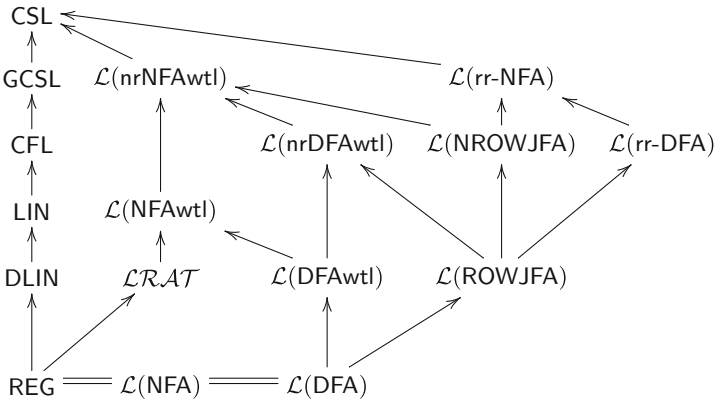 CSL
GCSL ℒ(nrNFAwtl) ℒ(rr-NFA)
CFL ℒ(nrDFAwtl) ℒ(NROWJFA) ℒ(rr-DFA)
LIN ℒ(NFAwtl)
DLIN ℒℛ𝒜𝒯 ℒ(DFAwtl) ℒ(ROWJFA)
REG ℒ(NFA) ℒ(DFA)